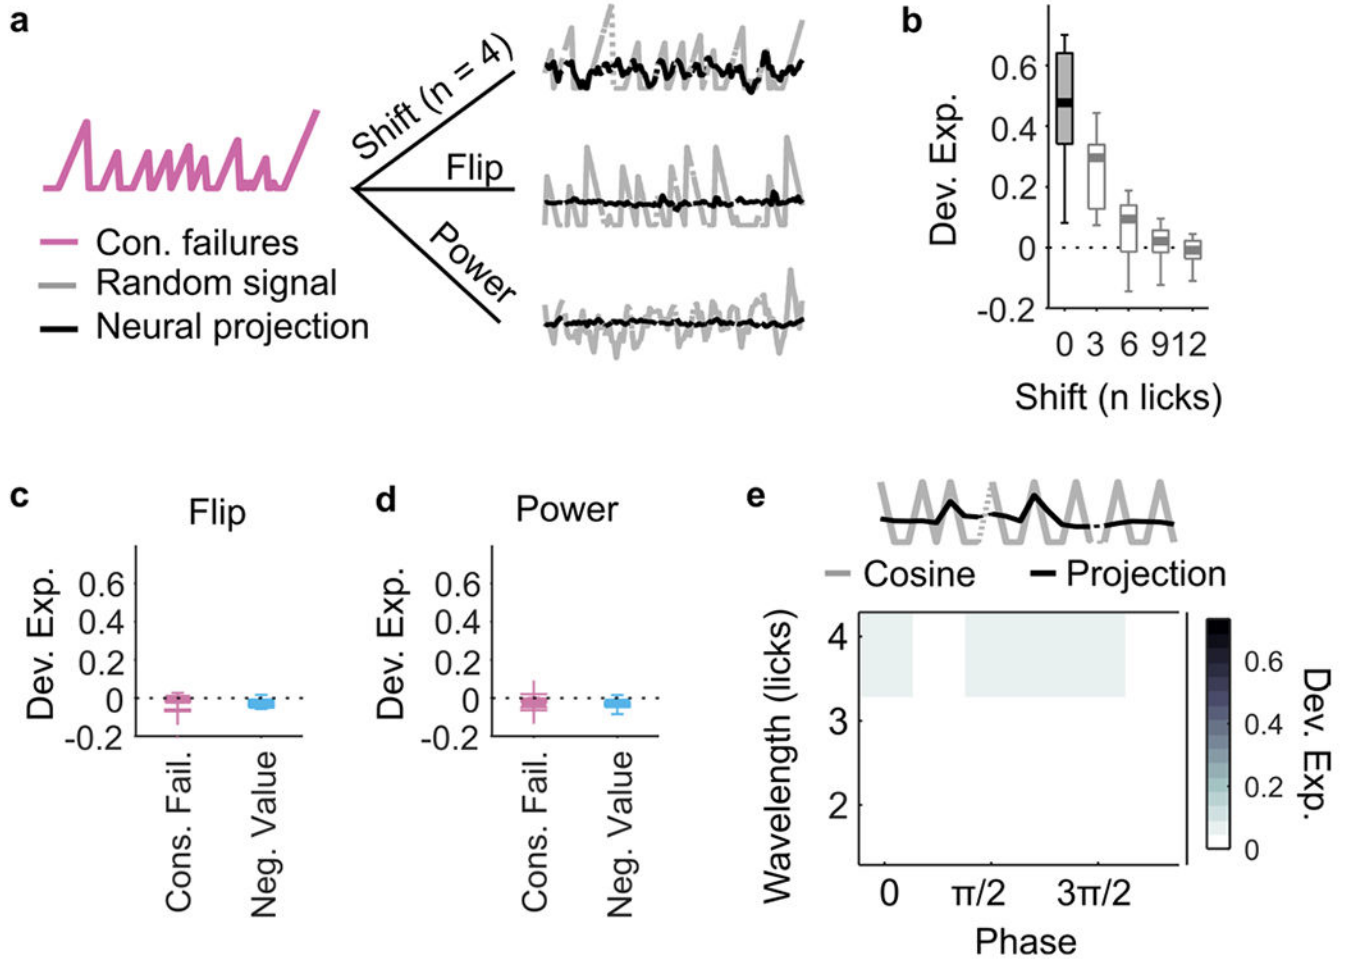 a
Shift (n = 4)
Flip
Power
Con. failures
Random signal
Neural projection
b
Dev. Exp.
0.6
0.4
0.2
0
-0.2
0 3 6 9 12
Shift (n licks)
c
Flip
Dev. Exp.
0.6
0.4
0.2
0
-0.2
Cons. Fail.
Neg. Value
d
Power
Dev. Exp.
0.6
0.4
0.2
0
-0.2
Cons. Fail.
Neg. Value
e
Cosine
Projection
Wavelength (licks)
4
3
2
0 π/2 3π/2
Phase
0.6
0.4
0.2
0
Dev. Exp.